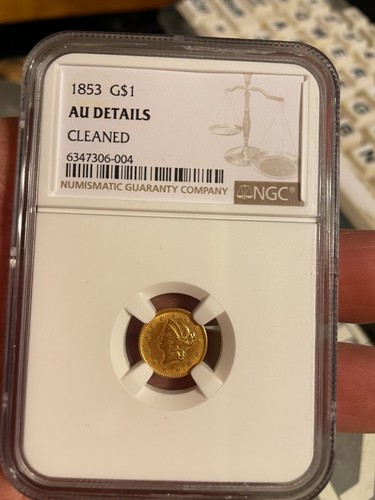 1853 G$1
AU DETAILS
CLEANED
6347306-004
NUMISMATIC GUARANTY COMPANY
NGC®